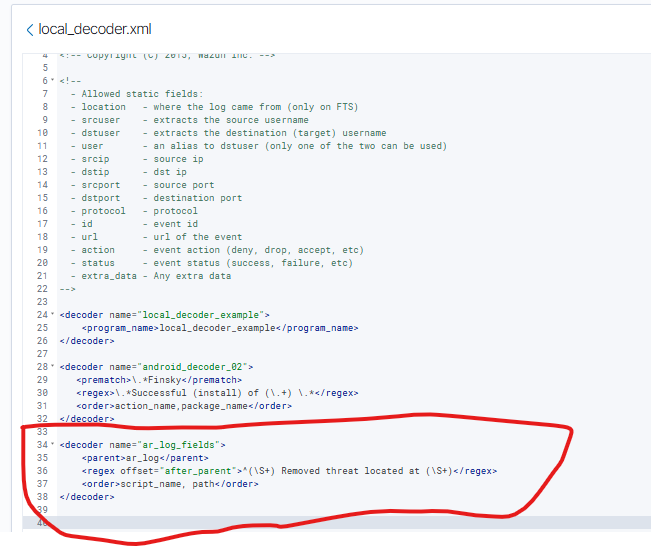 < local_decoder.xml
4 <!-- Copyright (C) 2015, Wazuh Inc. -->
5
6 <!--
7 - Allowed static fields:
8 - location - where the log came from (only on FTS)
9 - srcuser - extracts the source username
10 - dstuser - extracts the destination (target) username
11 - user - an alias to dstuser (only one of the two can be used)
12 - srcip - source ip
13 - dstip - dst ip
14 - srcport - source port
15 - dstport - destination port
16 - protocol - protocol
17 - id - event id
18 - url - url of the event
19 - action - event action (deny, drop, accept, etc)
20 - status - event status (success, failure, etc)
21 - extra_data - Any extra data
22 -->
23
24 <decoder name="local_decoder_example">
25 <program_name>local_decoder_example</program_name>
26 </decoder>
27
28 <decoder name="android_decoder_02">
29 <prematch>\.*Finsky</prematch>
30 <regex>\.*Successful (install) of (\.+) \.*</regex>
31 <order>action_name,package_name</order>
32 </decoder>
33
34 <decoder name="ar_log_fields">
35 <parent>ar_log</parent>
36 <regex offset="after_parent">^(\S+) Removed threat located at (\S+)</regex>
37 <order>script_name, path</order>
38 </decoder>
39
40